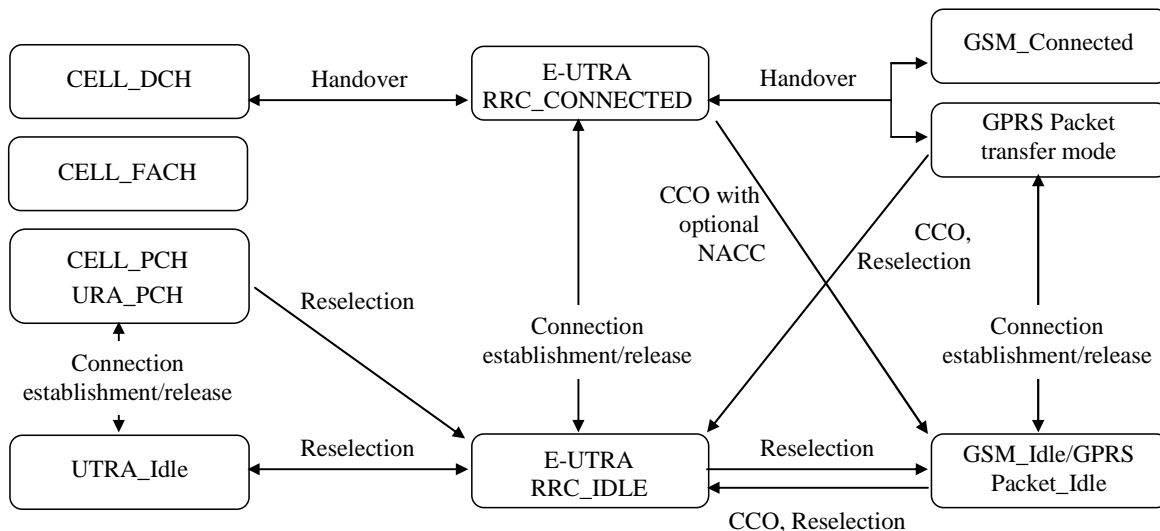 GSM_Connected
CELL_DCH
Handover
E-UTRA
RRC_CONNECTED
Handover
GPRS Packet
transfer mode
CELL_FACH
CCO with
optional
NACC
CCO,
Reselection
CELL_PCH
URA_PCH
Reselection
Connection
establishment/release
Connection
establishment/release
Connection
establishment/release
UTRA_Idle
Reselection
E-UTRA
RRC_IDLE
Reselection
GSM_Idle/GPRS
Packet_Idle
CCO, Reselection